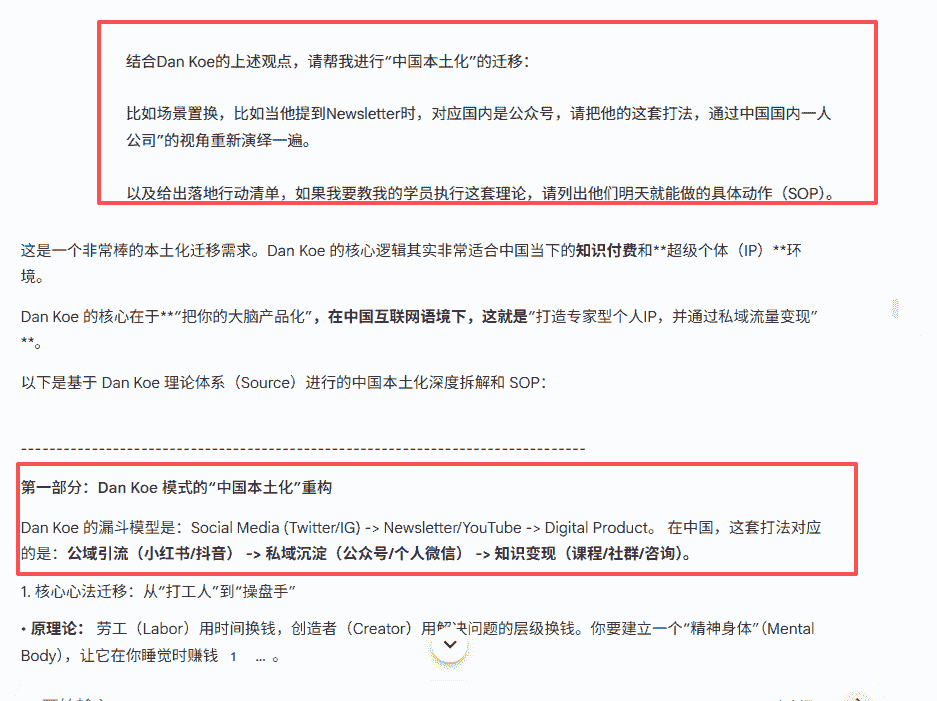 结合Dan Koe的上述观点，请帮我进行“中国本土化”的迁移：
比如场景置换，比如当他提到Newsletter时，对应国内是公众号，请把他的这套打法，通过中国国内一人
公司”的视角重新演绎一遍。
以及给出落地行动清单，如果我要教我的学员执行这套理论，请列出他们明天就能做的具体动作（SOP）。
这是一个非常棒的本土化迁移需求。Dan Koe 的核心逻辑其实非常适合中国当下的知识付费和**超级个体（IP）**环
境。
Dan Koe 的核心在于**“把你的大脑产品化”，在中国互联网语境下，这就是“打造专家型个人IP，并通过私域流量变现”
**。
以下是基于 Dan Koe 理论体系（Source）进行的中国本土化深度拆解和 SOP：
--------------------------------------------------------------------------------
第一部分：Dan Koe 模式的“中国本土化”重构
Dan Koe 的漏斗模型是：Social Media (Twitter/IG) -> Newsletter/YouTube -> Digital Product。 在中国，这套打法对应
的是：公域引流（小红书/抖音） -> 私域沉淀（公众号/个人微信） -> 知识变现（课程/社群/咨询）。
1. 核心心法迁移：从“打工人”到“操盘手”
• 原理论： 劳工（Labor）用时间换钱，创造者（Creator）用解决问题的层级换钱。你要建立一个“精神身体”（Mental
Body），让它在你睡觉时赚钱 1 ... 。